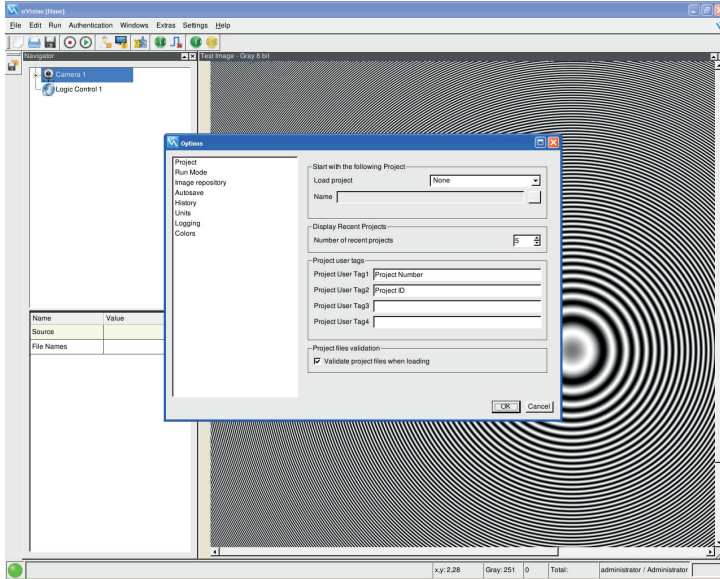 wVision [None]
File Edit Run Authentication Windows Extras Settings Help
Navigator
Test Image - Gray 8 bit
Camera 1
Logic Control 1
Options
Project
Run Mode
Image repository
Autosave
History
Units
Logging
Colors
Start with the following Project
Load project None
Name
Display Recent Projects
Number of recent projects 5
Project user tags
Project User Tag1 Project Number
Project User Tag2 Project ID
Project User Tag3
Project User Tag4
Project files validation
Validate project files when loading
OK Cancel
Name Value
Source
File Names
x,y: 2,28 Gray: 251 0 Total: administrator / Administrator